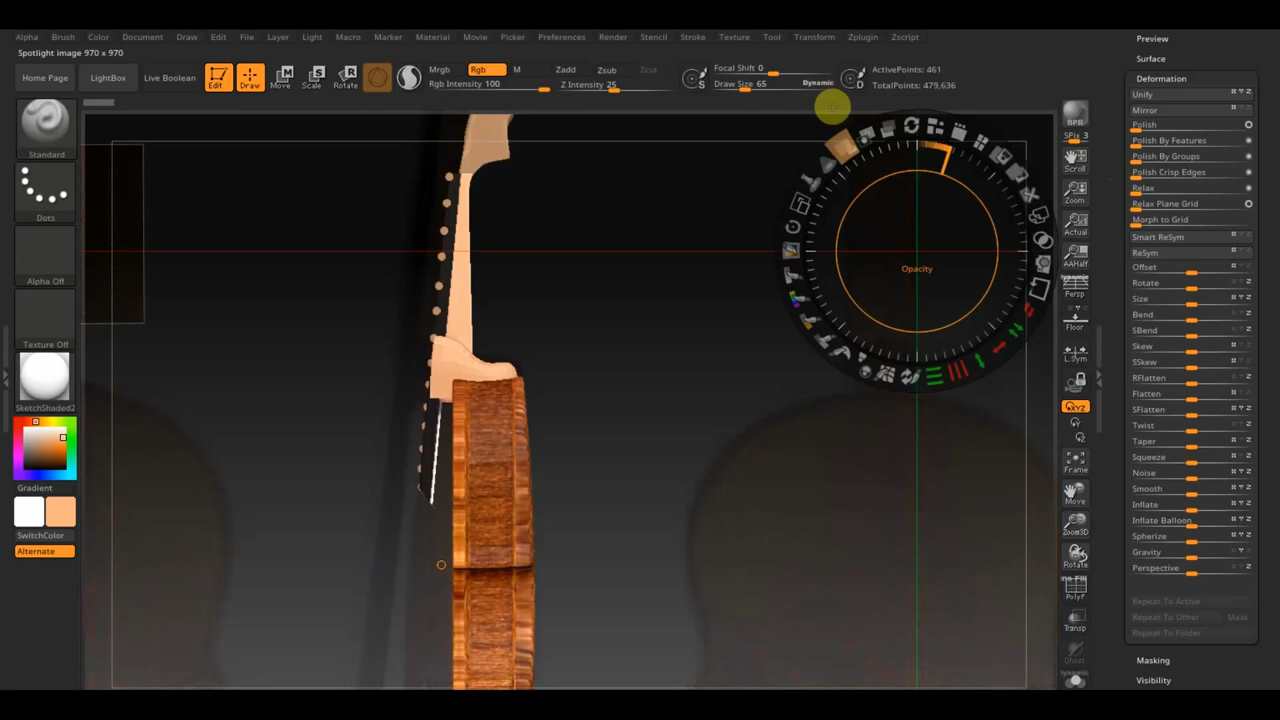 Alpha Brush Color Document Draw Edit File Layer Light Macro Marker Material Movie Picker Preferences Render Stencil Stroke Texture Tool Transform Zplugin Zscript
Spotlight image 970 x 970
Home Page
LightBox
Live Boolean
Edit
Draw
Move
Scale
Rotate
Mrgb
Rgb
M
Rgb Intensity 100
Zadd
Zsub
Zcut
Z Intensity 25
S
Focal Shift 0
Draw Size 65
Dynamic
D
ActivePoints: 461
TotalPoints: 479,636
Standard
Dots
Alpha Off
Texture Off
SketchShaded2
Gradient
SwitchColor
Alternate
Opacity
BPR
SPix 3
Scroll
Zoom
Actual
AAHalf
Dynamic
Persp
Floor
L.Sym
XYZ
Frame
Move
Zoom3D
Rotate
PolyF
Transp
Ghost
Preview
Surface
Deformation
Unify
Mirror
Polish
Polish By Features
Polish By Groups
Polish Crisp Edges
Relax
Relax Plane Grid
Morph to Grid
Smart ReSym
ReSym
Offset
Rotate
Size
Bend
SBend
Skew
SSkew
RFlatten
Flatten
SFlatten
Twist
Taper
Squeeze
Noise
Smooth
Inflate
Inflate Balloon
Spherize
Gravity
Perspective
Repeat To Active
Repeat To Other Mask
Repeat To Folder
Masking
Visibility